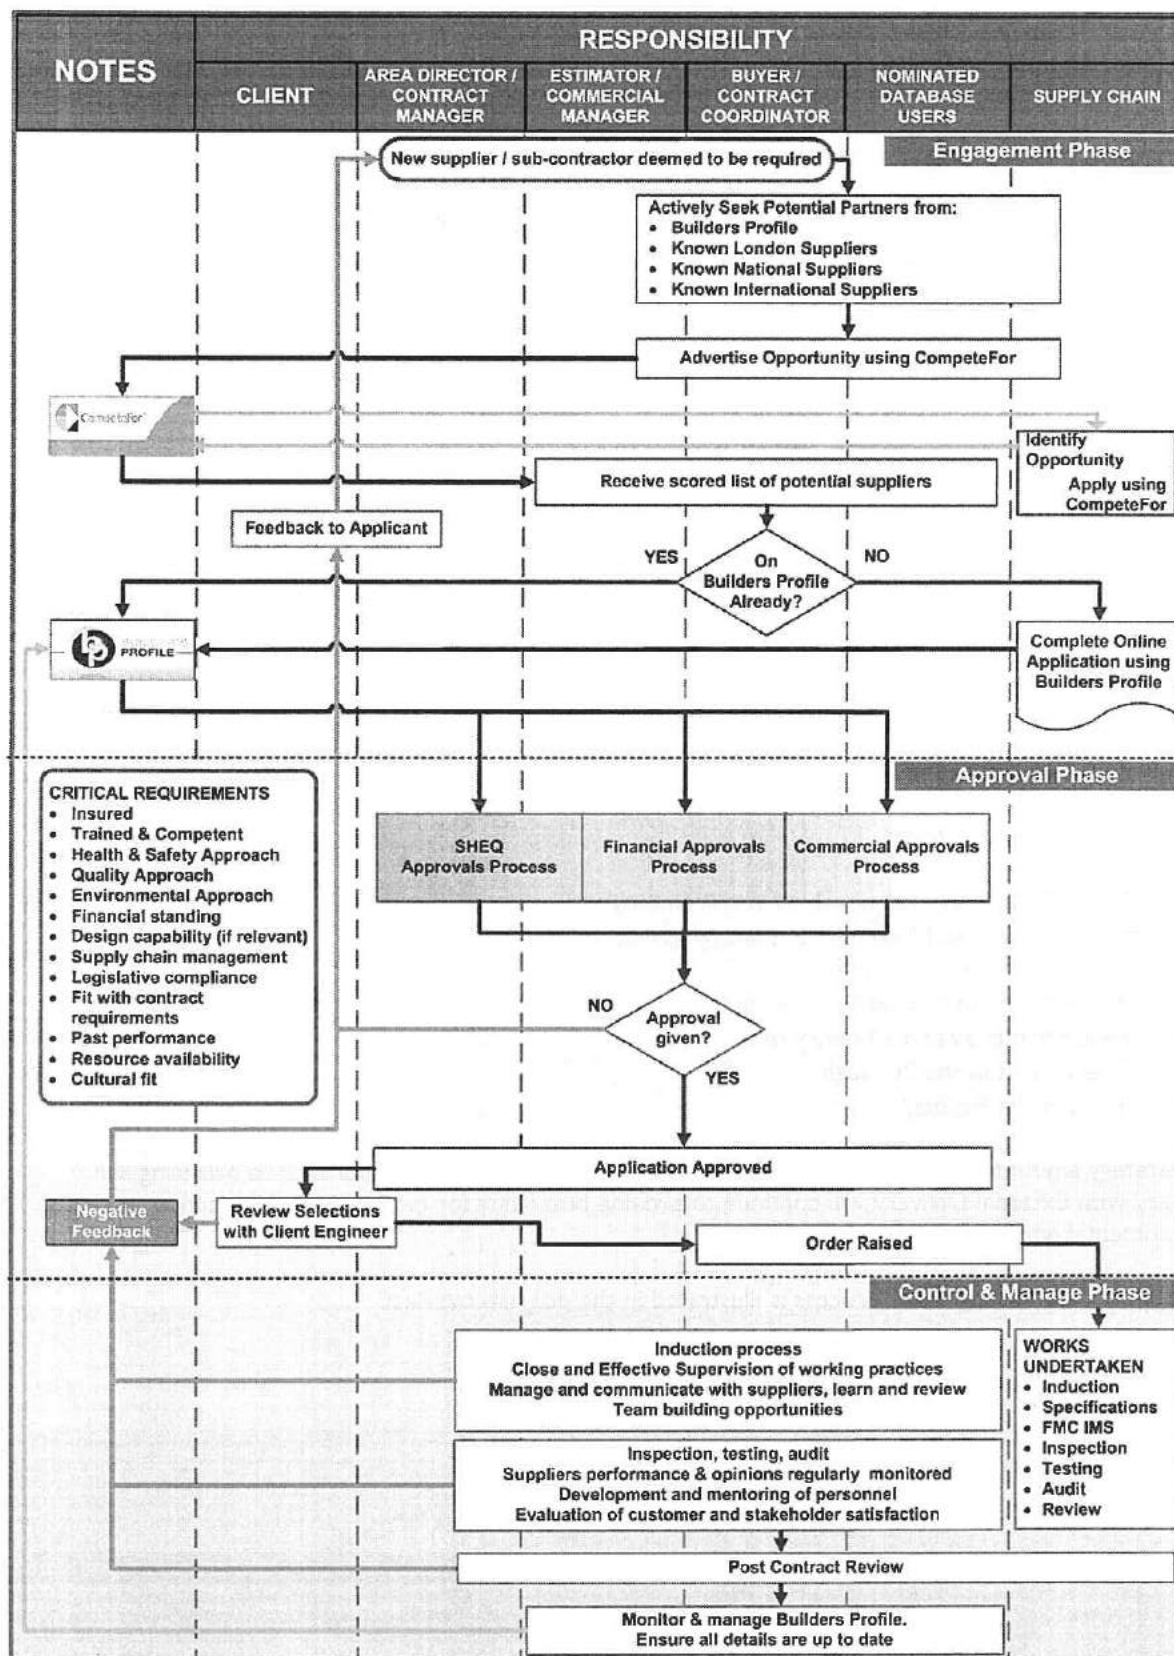 NOTES
RESPONSIBILITY
CLIENT
AREA DIRECTOR /
CONTRACT
MANAGER
ESTIMATOR /
COMMERCIAL
MANAGER
BUYER /
CONTRACT
COORDINATOR
NOMINATED
DATABASE
USERS
SUPPLY CHAIN
New supplier / sub-contractor deemed to be required
Engagement Phase
Actively Seek Potential Partners from:
• Builders Profile
• Known London Suppliers
• Known National Suppliers
• Known International Suppliers
Advertise Opportunity using CompeteFor
CompeteFor
Identify
Opportunity
Apply using
CompeteFor
Receive scored list of potential suppliers
Feedback to Applicant
YES
On
Builders Profile
Already?
NO
bp
PROFILE
Complete Online
Application using
Builders Profile
Approval Phase
CRITICAL REQUIREMENTS
• Insured
• Trained & Competent
• Health & Safety Approach
• Quality Approach
• Environmental Approach
• Financial standing
• Design capability (if relevant)
• Supply chain management
• Legislative compliance
• Fit with contract
requirements
• Past performance
• Resource availability
• Cultural fit
SHEQ
Approvals Process
Financial Approvals
Process
Commercial Approvals
Process
NO
Approval
given?
YES
Application Approved
Negative
Feedback
Review Selections
with Client Engineer
Order Raised
Control & Manage Phase
Induction process
Close and Effective Supervision of working practices
Manage and communicate with suppliers, learn and review
Team building opportunities
WORKS
UNDERTAKEN
• Induction
• Specifications
• FMC IMS
• Inspection
• Testing
• Audit
• Review
Inspection, testing, audit
Suppliers performance & opinions regularly monitored
Development and mentoring of personnel
Evaluation of customer and stakeholder satisfaction
Post Contract Review
Monitor & manage Builders Profile.
Ensure all details are up to date